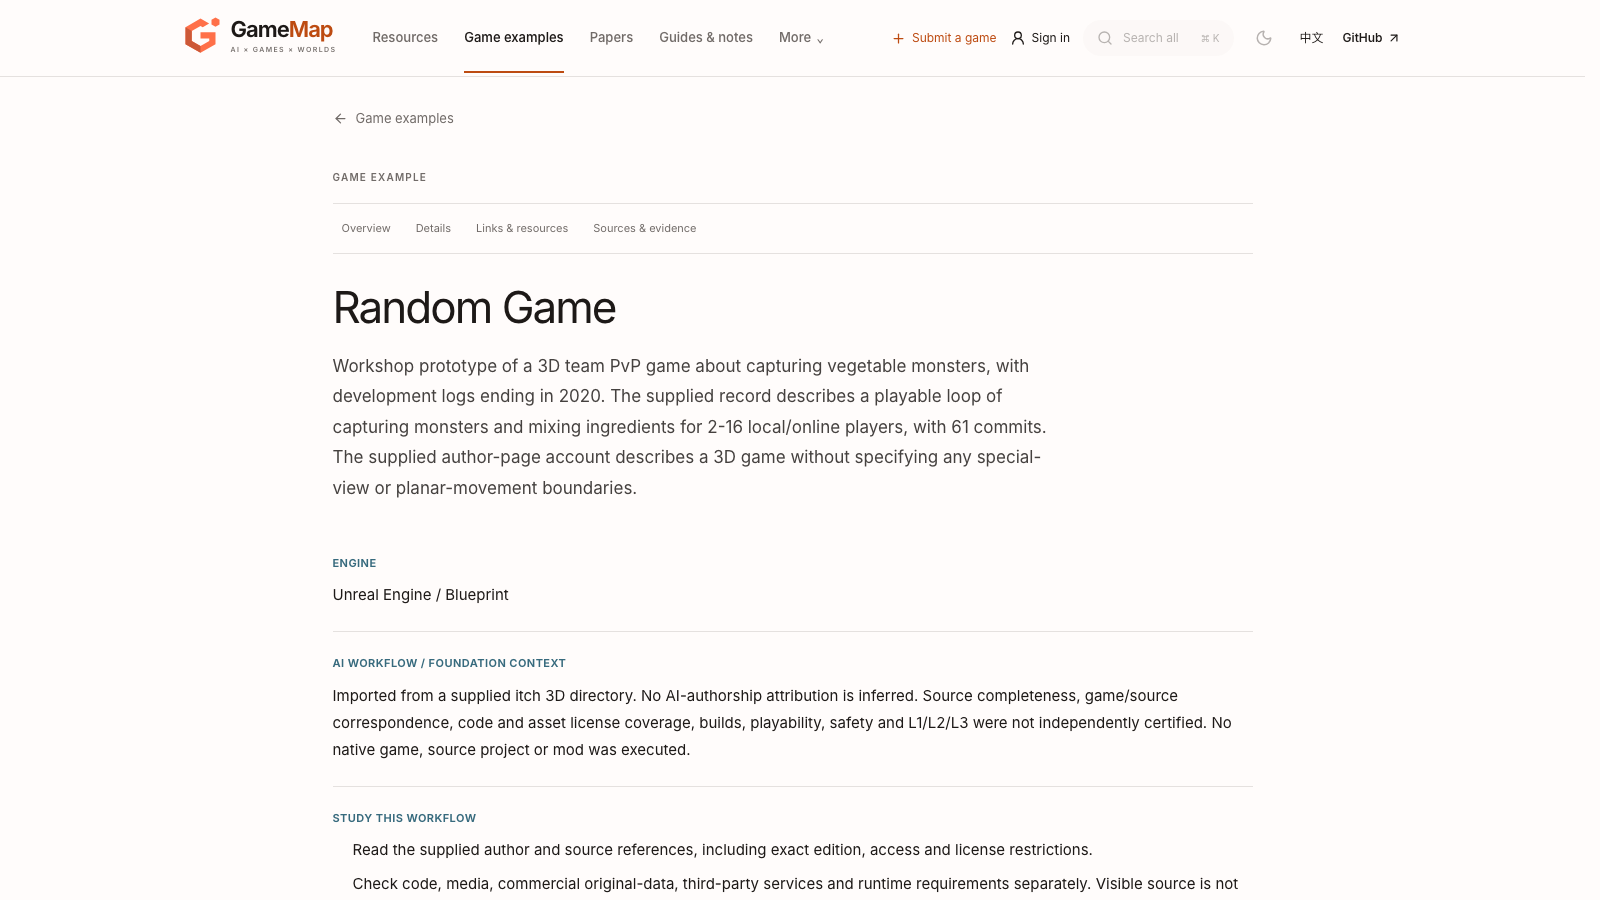 GameMap
AI × GAMES × WORLDS
Resources
Game examples
Papers
Guides & notes
More
Submit a game
Sign in
Search all
⌘ K
中文
GitHub
Game examples
GAME EXAMPLE
Overview
Details
Links & resources
Sources & evidence
Random Game
Workshop prototype of a 3D team PvP game about capturing vegetable monsters, with
development logs ending in 2020. The supplied record describes a playable loop of
capturing monsters and mixing ingredients for 2-16 local/online players, with 61 commits.
The supplied author-page account describes a 3D game without specifying any special-
view or planar-movement boundaries.
ENGINE
Unreal Engine / Blueprint
AI WORKFLOW / FOUNDATION CONTEXT
Imported from a supplied itch 3D directory. No AI-authorship attribution is inferred. Source completeness, game/source
correspondence, code and asset license coverage, builds, playability, safety and L1/L2/L3 were not independently certified. No
native game, source project or mod was executed.
STUDY THIS WORKFLOW
Read the supplied author and source references, including exact edition, access and license restrictions.
Check code, media, commercial original-data, third-party services and runtime requirements separately. Visible source is not